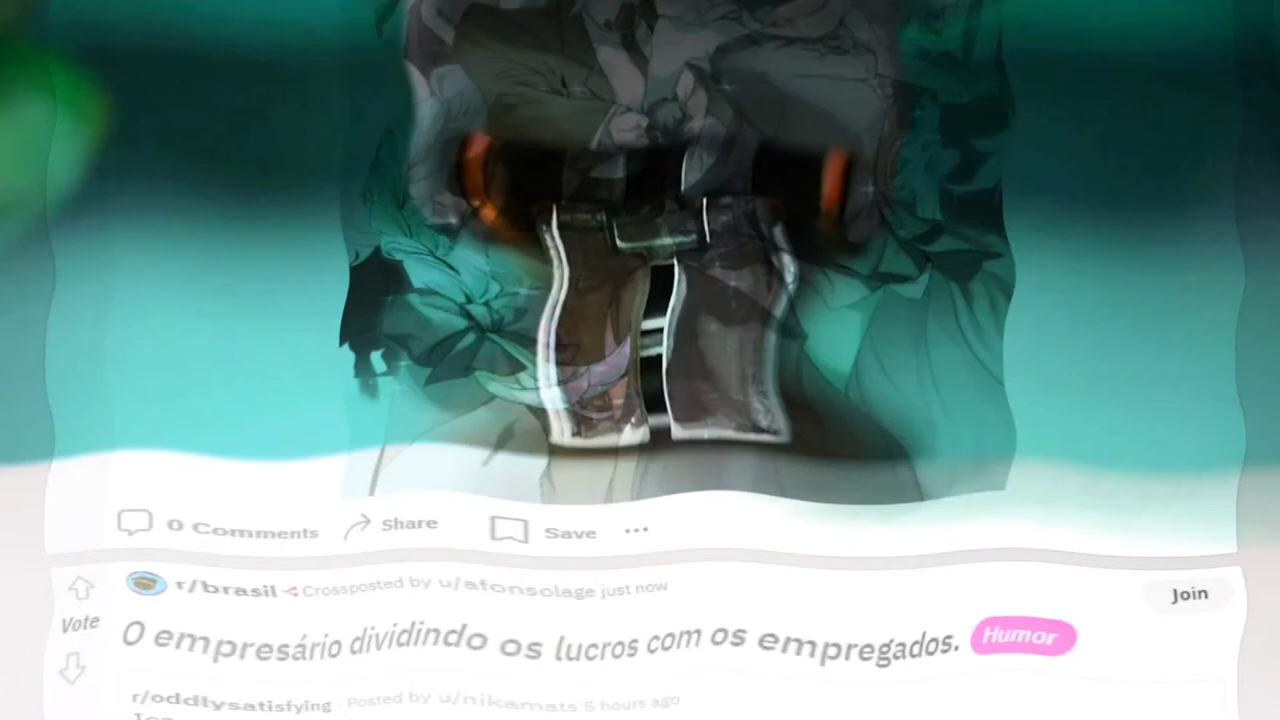 0 Comments Share Save
r/brasil Crossposted by u/afonsolage just now
Join
Vote
O empresário dividindo os lucros com os empregados. Humor
r/oddlysatisfying Posted by u/nikamats 5 hours ago